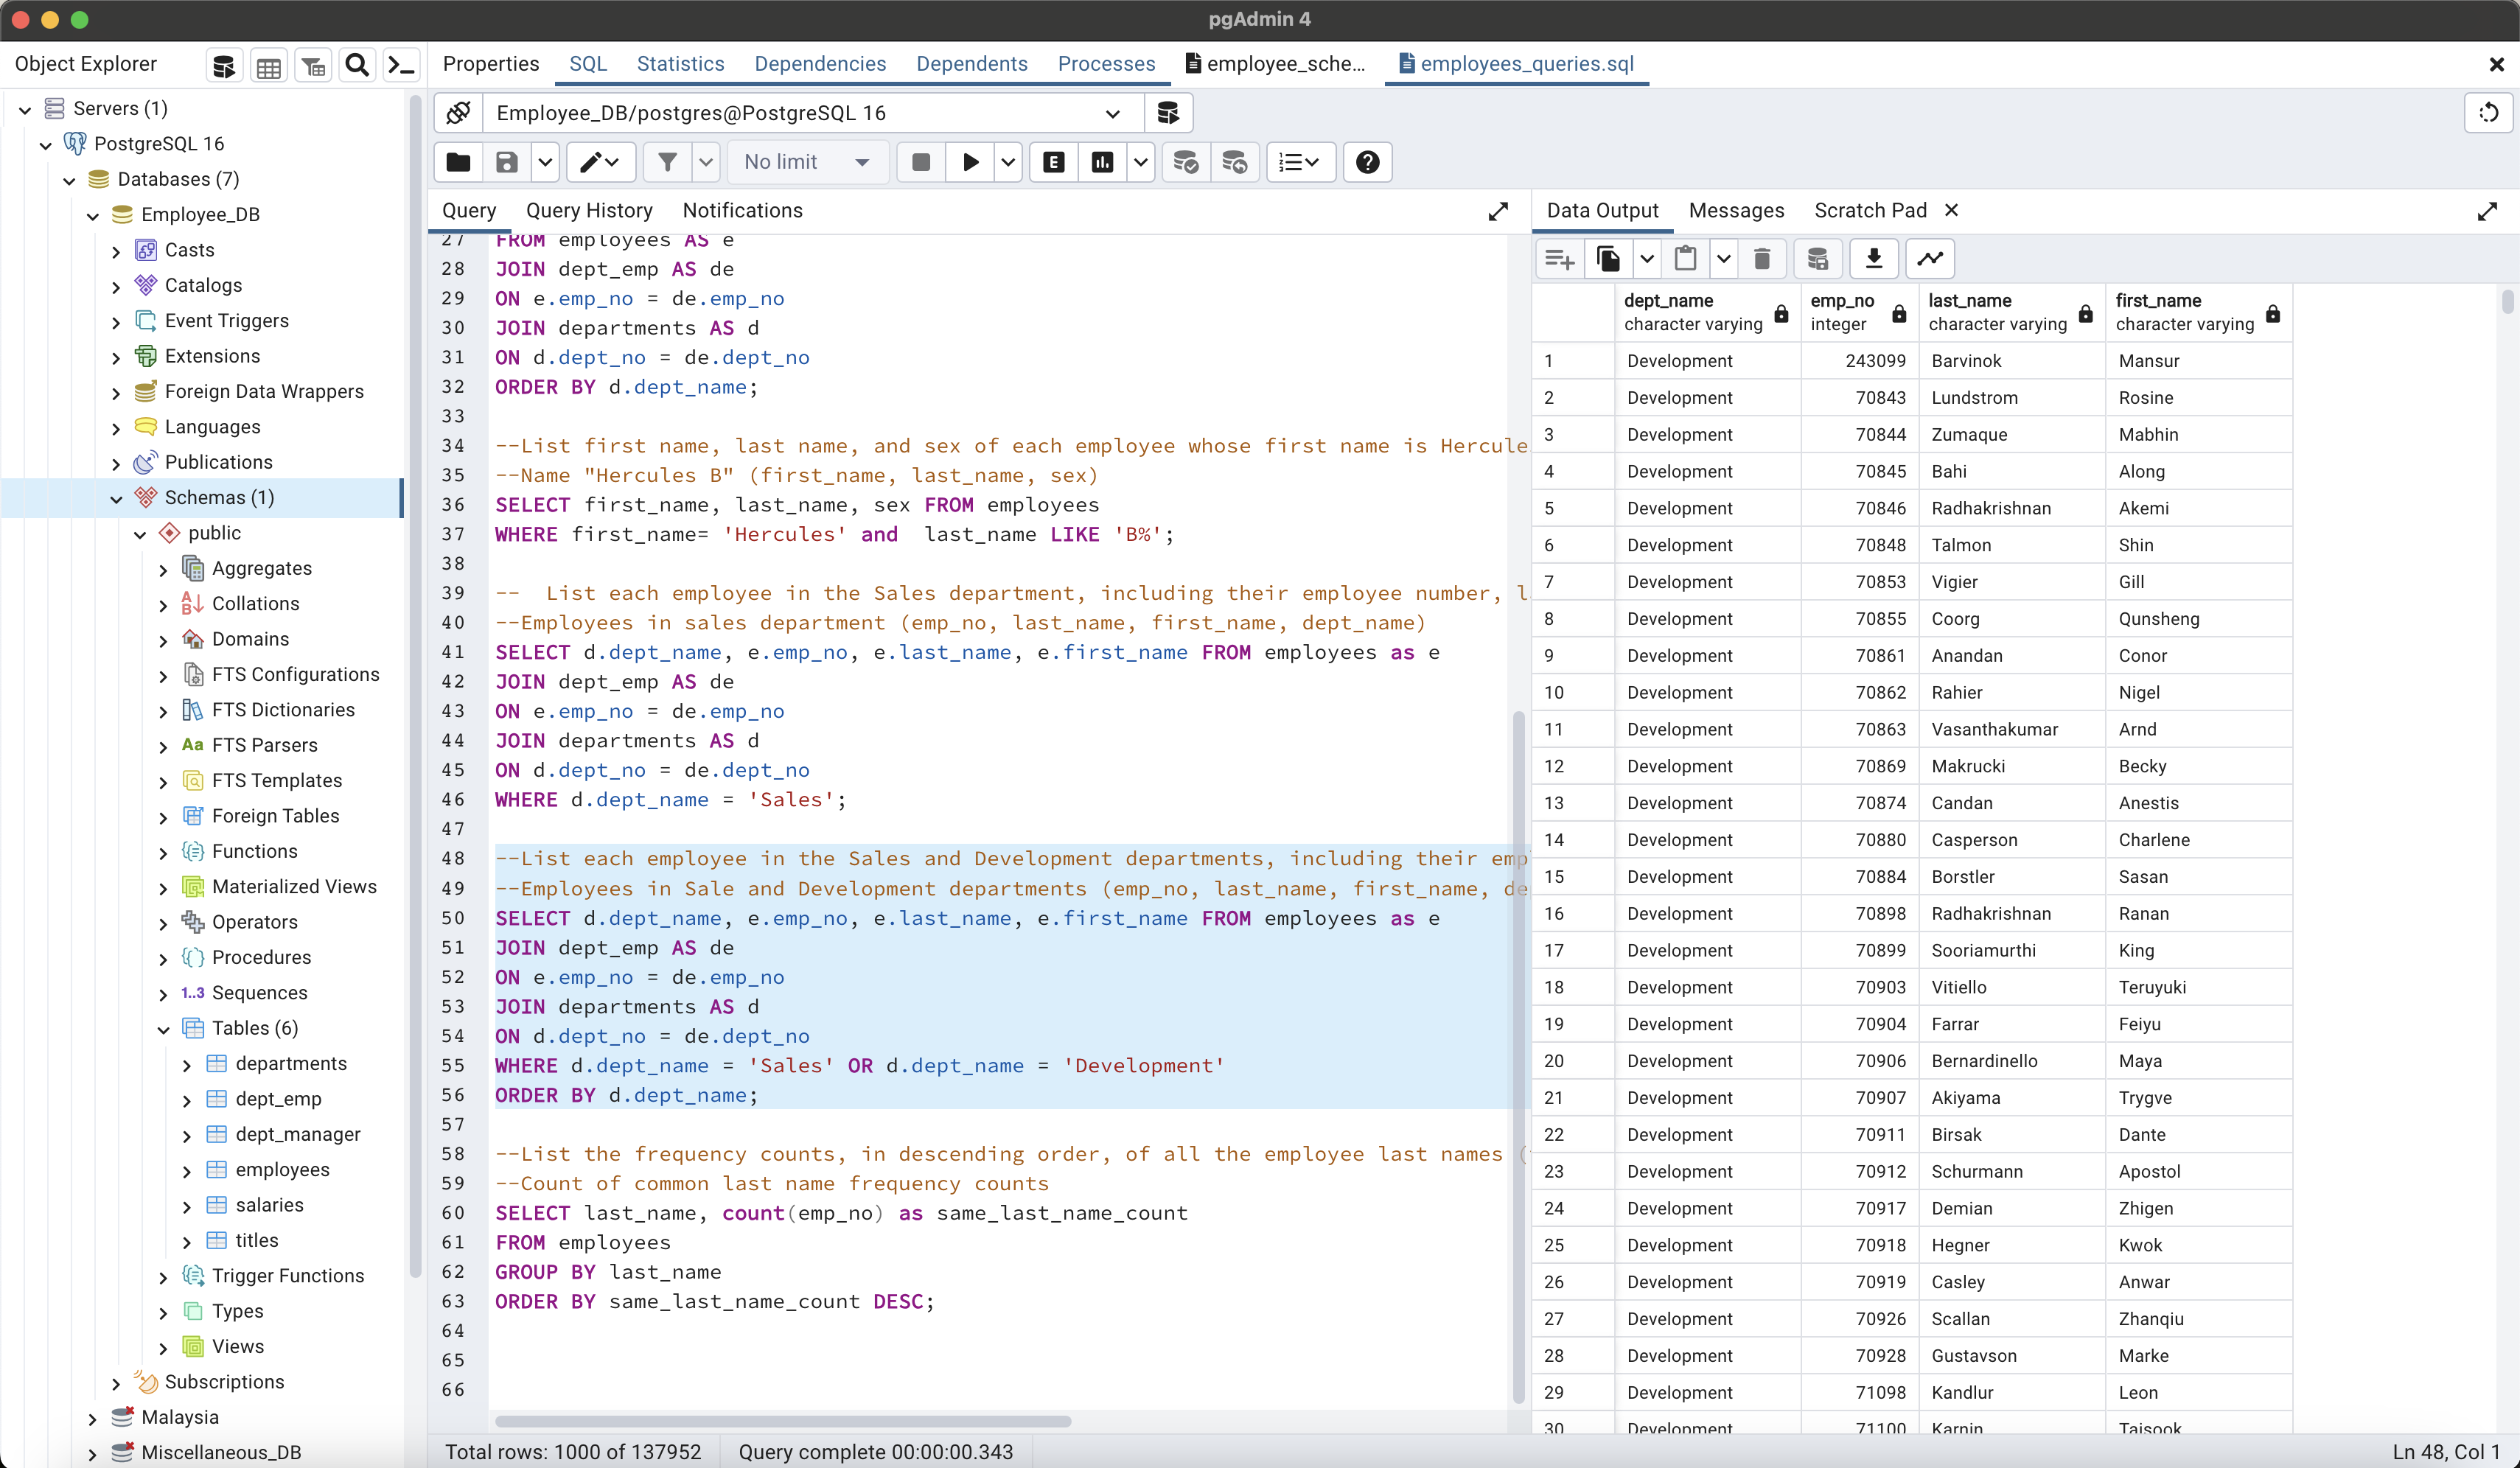 pgAdmin 4
Object Explorer
Properties SQL Statistics Dependencies Dependents Processes employee_sche... employees_queries.sql
Servers (1)
PostgreSQL 16
Databases (7)
Employee_DB
Casts
Catalogs
Event Triggers
Extensions
Foreign Data Wrappers
Languages
Publications
Schemas (1)
public
Aggregates
Collations
Domains
FTS Configurations
FTS Dictionaries
Aa FTS Parsers
FTS Templates
Foreign Tables
Functions
Materialized Views
Operators
Procedures
1..3 Sequences
Tables (6)
departments
dept_emp
dept_manager
employees
salaries
titles
Trigger Functions
Types
Views
Subscriptions
Malaysia
Miscellaneous_DB
Employee_DB/postgres@PostgreSQL 16
No limit
E
Query Query History Notifications
27 FROM employees AS e
28 JOIN dept_emp AS de
29 ON e.emp_no = de.emp_no
30 JOIN departments AS d
31 ON d.dept_no = de.dept_no
32 ORDER BY d.dept_name;
33
34 --List first name, last name, and sex of each employee whose first name is Hercule
35 --Name "Hercules B" (first_name, last_name, sex)
36 SELECT first_name, last_name, sex FROM employees
37 WHERE first_name= 'Hercules' and  last_name LIKE 'B%';
38
39 --  List each employee in the Sales department, including their employee number, l
40 --Employees in sales department (emp_no, last_name, first_name, dept_name)
41 SELECT d.dept_name, e.emp_no, e.last_name, e.first_name FROM employees as e
42 JOIN dept_emp AS de
43 ON e.emp_no = de.emp_no
44 JOIN departments AS d
45 ON d.dept_no = de.dept_no
46 WHERE d.dept_name = 'Sales';
47
48 --List each employee in the Sales and Development departments, including their emp
49 --Employees in Sale and Development departments (emp_no, last_name, first_name, de
50 SELECT d.dept_name, e.emp_no, e.last_name, e.first_name FROM employees as e
51 JOIN dept_emp AS de
52 ON e.emp_no = de.emp_no
53 JOIN departments AS d
54 ON d.dept_no = de.dept_no
55 WHERE d.dept_name = 'Sales' OR d.dept_name = 'Development'
56 ORDER BY d.dept_name;
57
58 --List the frequency counts, in descending order, of all the employee last names (
59 --Count of common last name frequency counts
60 SELECT last_name, count(emp_no) as same_last_name_count
61 FROM employees
62 GROUP BY last_name
63 ORDER BY same_last_name_count DESC;
64
65
66
Data Output Messages Scratch Pad
dept_name emp_no last_name first_name
character varying integer character varying character varying
1 Development 243099 Barvinok Mansur
2 Development 70843 Lundstrom Rosine
3 Development 70844 Zumaque Mabhin
4 Development 70845 Bahi Along
5 Development 70846 Radhakrishnan Akemi
6 Development 70848 Talmon Shin
7 Development 70853 Vigier Gill
8 Development 70855 Coorg Qunsheng
9 Development 70861 Anandan Conor
10 Development 70862 Rahier Nigel
11 Development 70863 Vasanthakumar Arnd
12 Development 70869 Makrucki Becky
13 Development 70874 Candan Anestis
14 Development 70880 Casperson Charlene
15 Development 70884 Borstler Sasan
16 Development 70898 Radhakrishnan Ranan
17 Development 70899 Sooriamurthi King
18 Development 70903 Vitiello Teruyuki
19 Development 70904 Farrar Feiyu
20 Development 70906 Bernardinello Maya
21 Development 70907 Akiyama Trygve
22 Development 70911 Birsak Dante
23 Development 70912 Schurmann Apostol
24 Development 70917 Demian Zhigen
25 Development 70918 Hegner Kwok
26 Development 70919 Casley Anwar
27 Development 70926 Scallan Zhanqiu
28 Development 70928 Gustavson Marke
29 Development 71098 Kandlur Leon
30 Development 71100 Karnin Taisook
Total rows: 1000 of 137952 Query complete 00:00:00.343
Ln 48, Col 1